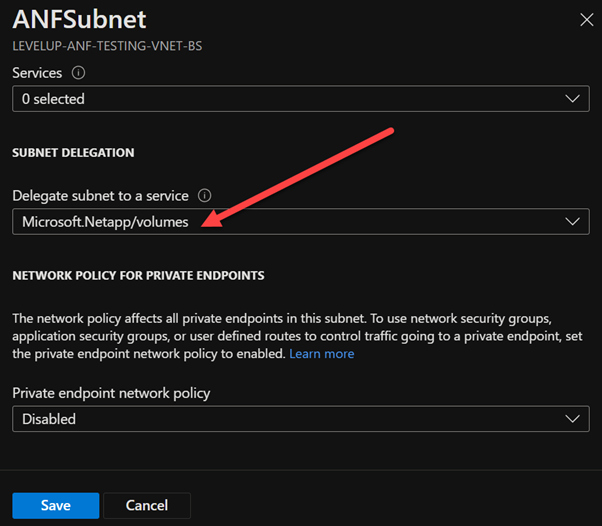 ANFSubnet
LEVELUP-ANF-TESTING-VNET-BS
Services
0 selected
SUBNET DELEGATION
Delegate subnet to a service
Microsoft.Netapp/volumes
NETWORK POLICY FOR PRIVATE ENDPOINTS
The network policy affects all private endpoints in this subnet. To use network security groups,
application security groups, or user defined routes to control traffic going to a private endpoint, set
the private endpoint network policy to enabled. Learn more
Private endpoint network policy
Disabled
Save Cancel